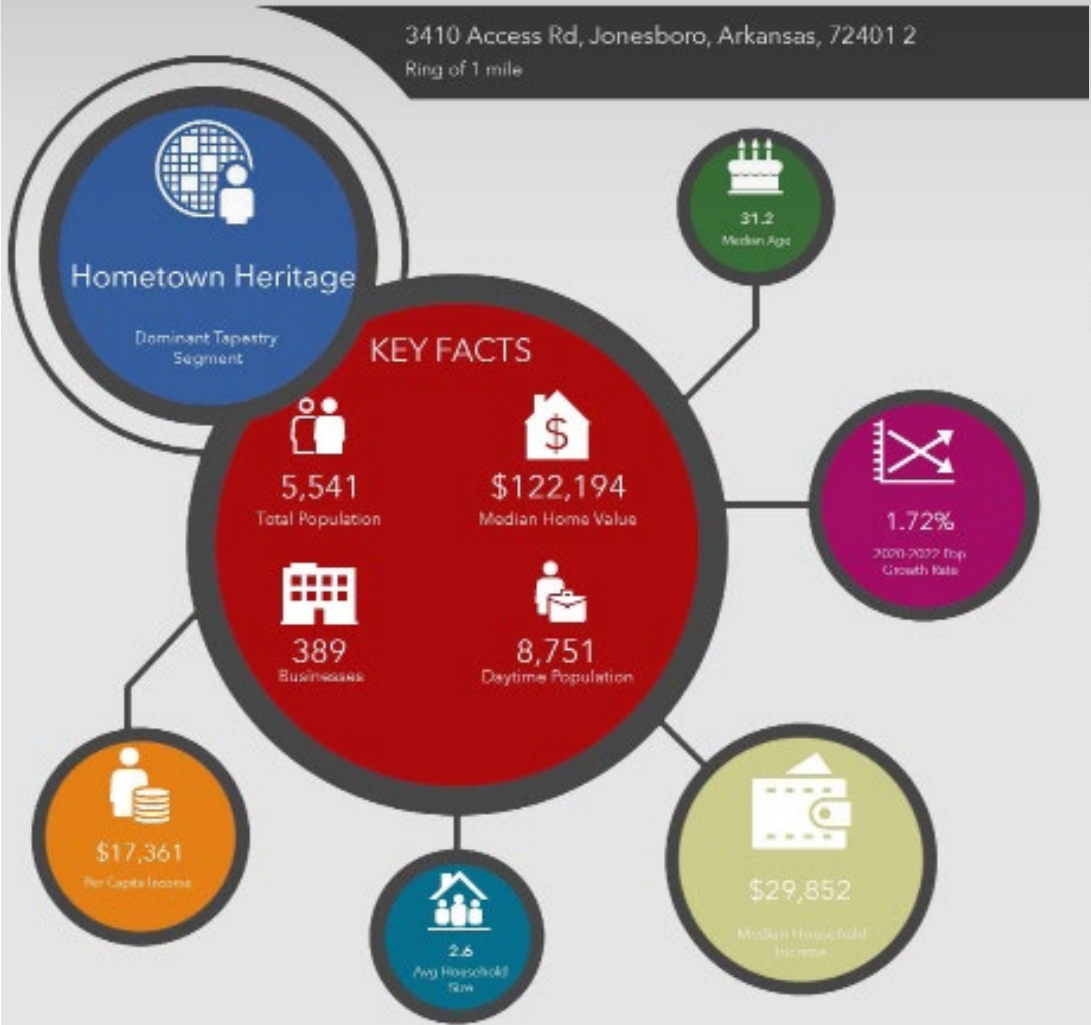 3410 Access Rd, Jonesboro, Arkansas, 72401 2
Ring of 1 mile
Hometown Heritage
Dominant Tapestry
Segment
KEY FACTS
5,541
Total Population
$122,194
Median Home Value
389
Businesses
8,751
Daytime Population
31.2
Median Age
1.72%
2020-2022 Pop
Growth Rate
$17,361
Per Capita Income
2.6
Avg Household
Size
$29,852
Median Household
Income